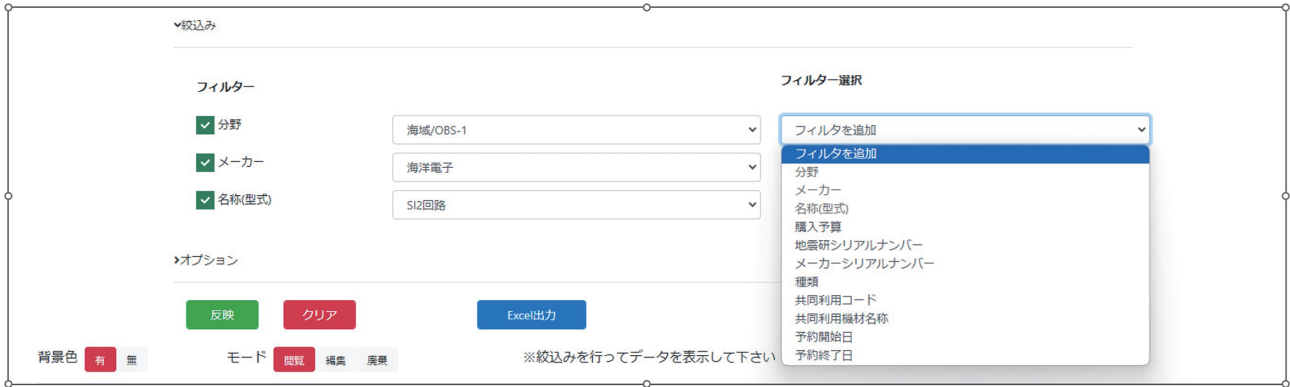 絞込み
フィルター
フィルター選択
分野
海域/OBS-1
フィルタを追加
メーカー
海洋電子
名称(型式)
SI2回路
フィルタを追加
分野
メーカー
名称(型式)
購入予算
地震研シリアルナンバー
メーカーシリアルナンバー
種類
共同利用コード
共同利用機材名称
予約開始日
予約終了日
オプション
反映
クリア
Excel出力
背景色 有 無
モード 閲覧 編集 廃棄
※絞込みを行ってデータを表示して下さい